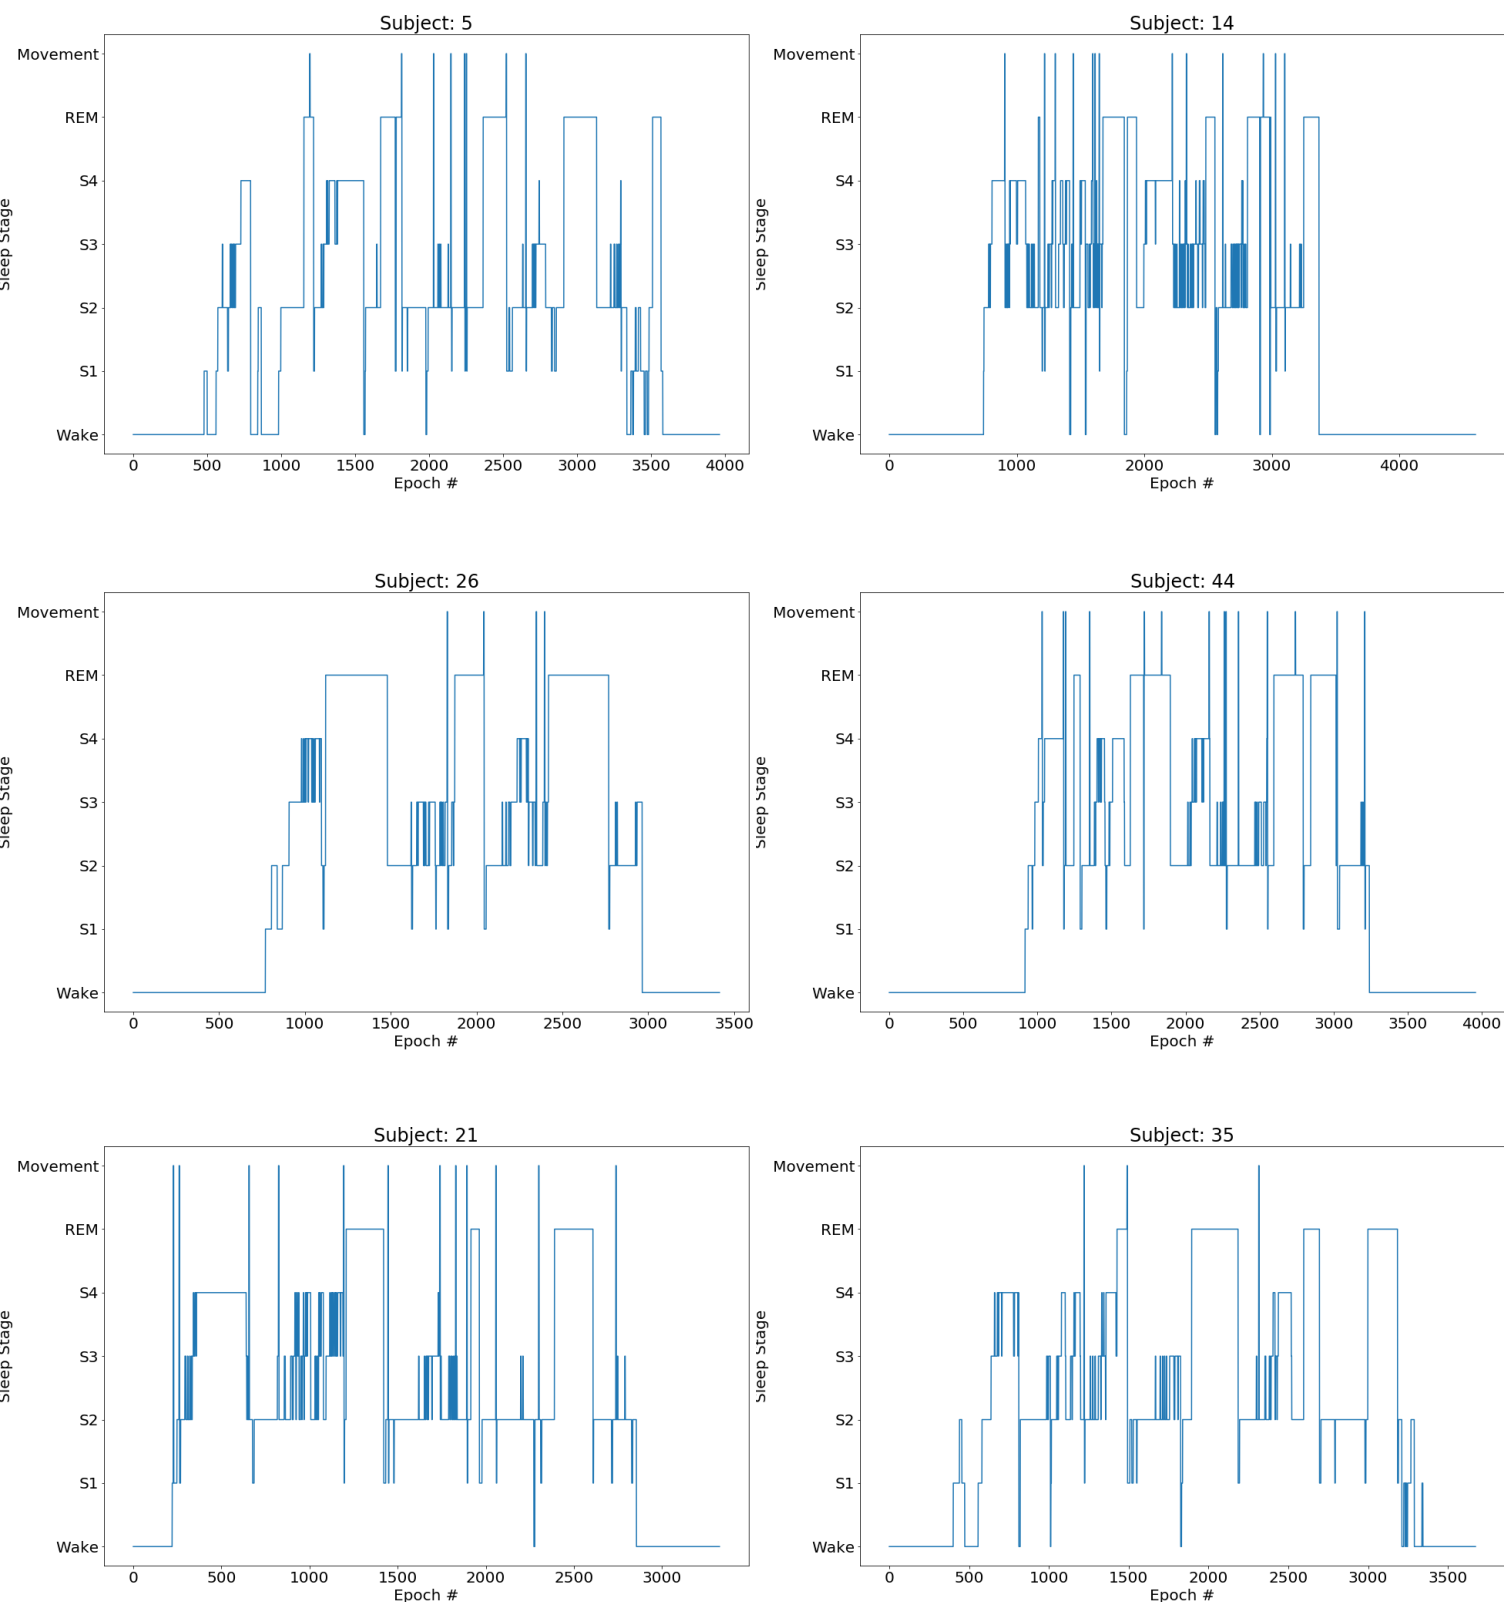 Subject: 5
Movement
REM
S4
S3
S2
S1
Wake
Sleep Stage
0 500 1000 1500 2000 2500 3000 3500 4000
Epoch #
Subject: 14
Movement
REM
S4
S3
S2
S1
Wake
Sleep Stage
0 1000 2000 3000 4000
Epoch #
Subject: 26
Movement
REM
S4
S3
S2
S1
Wake
Sleep Stage
0 500 1000 1500 2000 2500 3000 3500
Epoch #
Subject: 44
Movement
REM
S4
S3
S2
S1
Wake
Sleep Stage
0 500 1000 1500 2000 2500 3000 3500 4000
Epoch #
Subject: 21
Movement
REM
S4
S3
S2
S1
Wake
Sleep Stage
0 500 1000 1500 2000 2500 3000
Epoch #
Subject: 35
Movement
REM
S4
S3
S2
S1
Wake
Sleep Stage
0 500 1000 1500 2000 2500 3000 3500
Epoch #